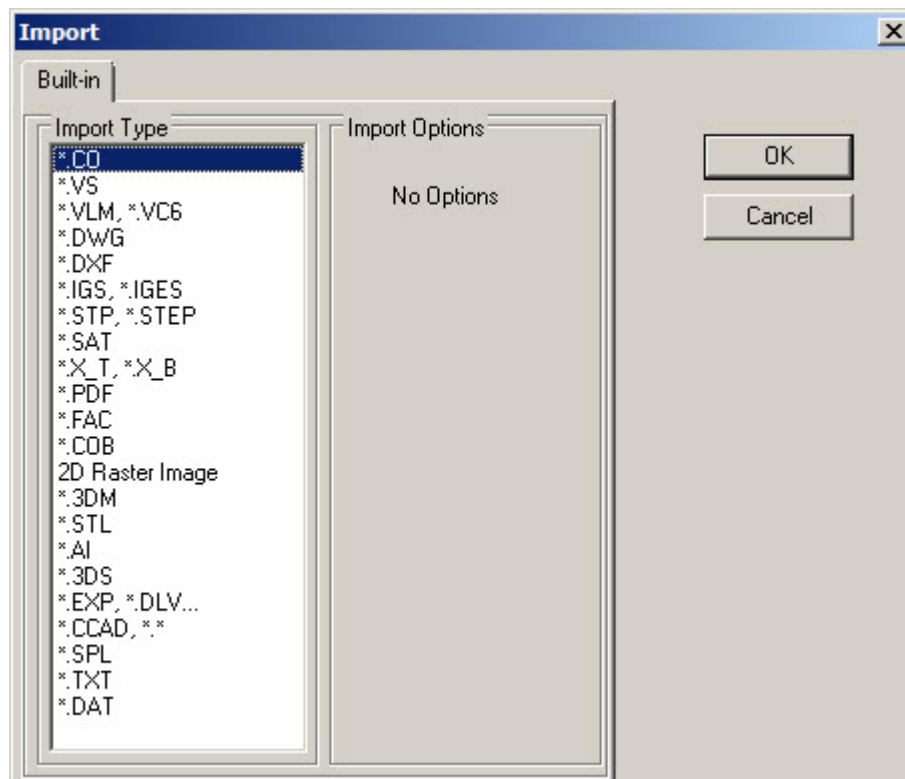 Import
Built-in
Import Type
*.CO
*.VS
*.VLM, *.VC6
*.DWG
*.DXF
*.IGS, *.IGES
*.STP, *.STEP
*.SAT
*.X_T, *.X_B
*.PDF
*.FAC
*.COB
2D Raster Image
*.3DM
*.STL
*.AI
*.3DS
*.EXP, *.DLV...
*.CCAD, *.*
*.SPL
*.TXT
*.DAT
Import Options
No Options
OK
Cancel